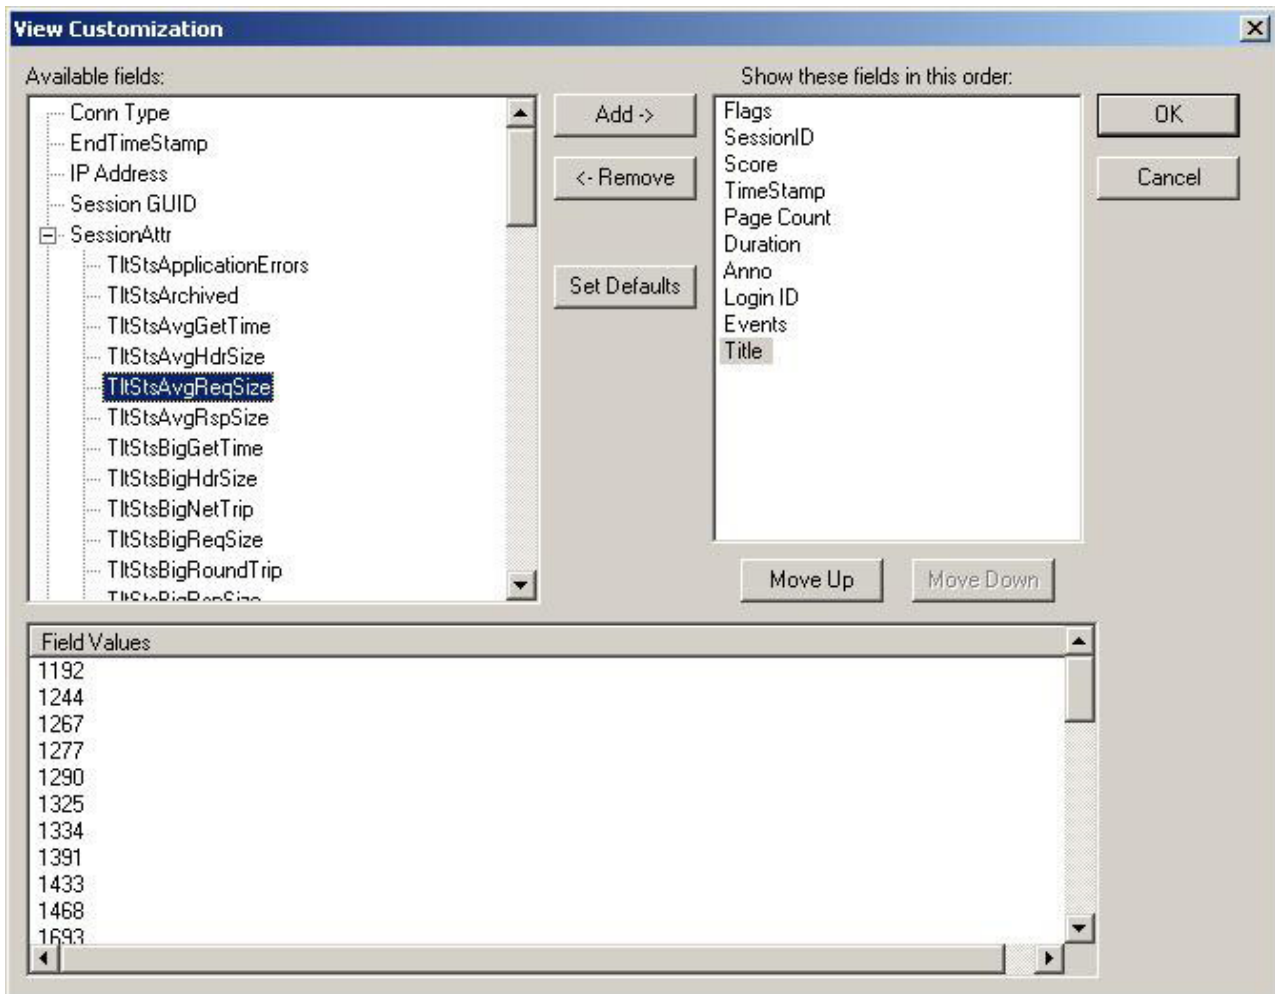 View Customization
Available fields:
Conn Type
EndTimeStamp
IP Address
Session GUID
SessionAttr
TltStsApplicationErrors
TltStsArchived
TltStsAvgGetTime
TltStsAvgHdrSize
TltStsAvgReqSize
TltStsAvgRspSize
TltStsBigGetTime
TltStsBigHdrSize
TltStsBigNetTrip
TltStsBigReqSize
TltStsBigRoundTrip
TltStsBigRspSize
Add ->
<- Remove
Set Defaults
Show these fields in this order:
Flags
SessionID
Score
TimeStamp
Page Count
Duration
Anno
Login ID
Events
Title
Move Up
Move Down
OK
Cancel
Field Values
1192
1244
1267
1277
1290
1325
1334
1391
1433
1468
1693